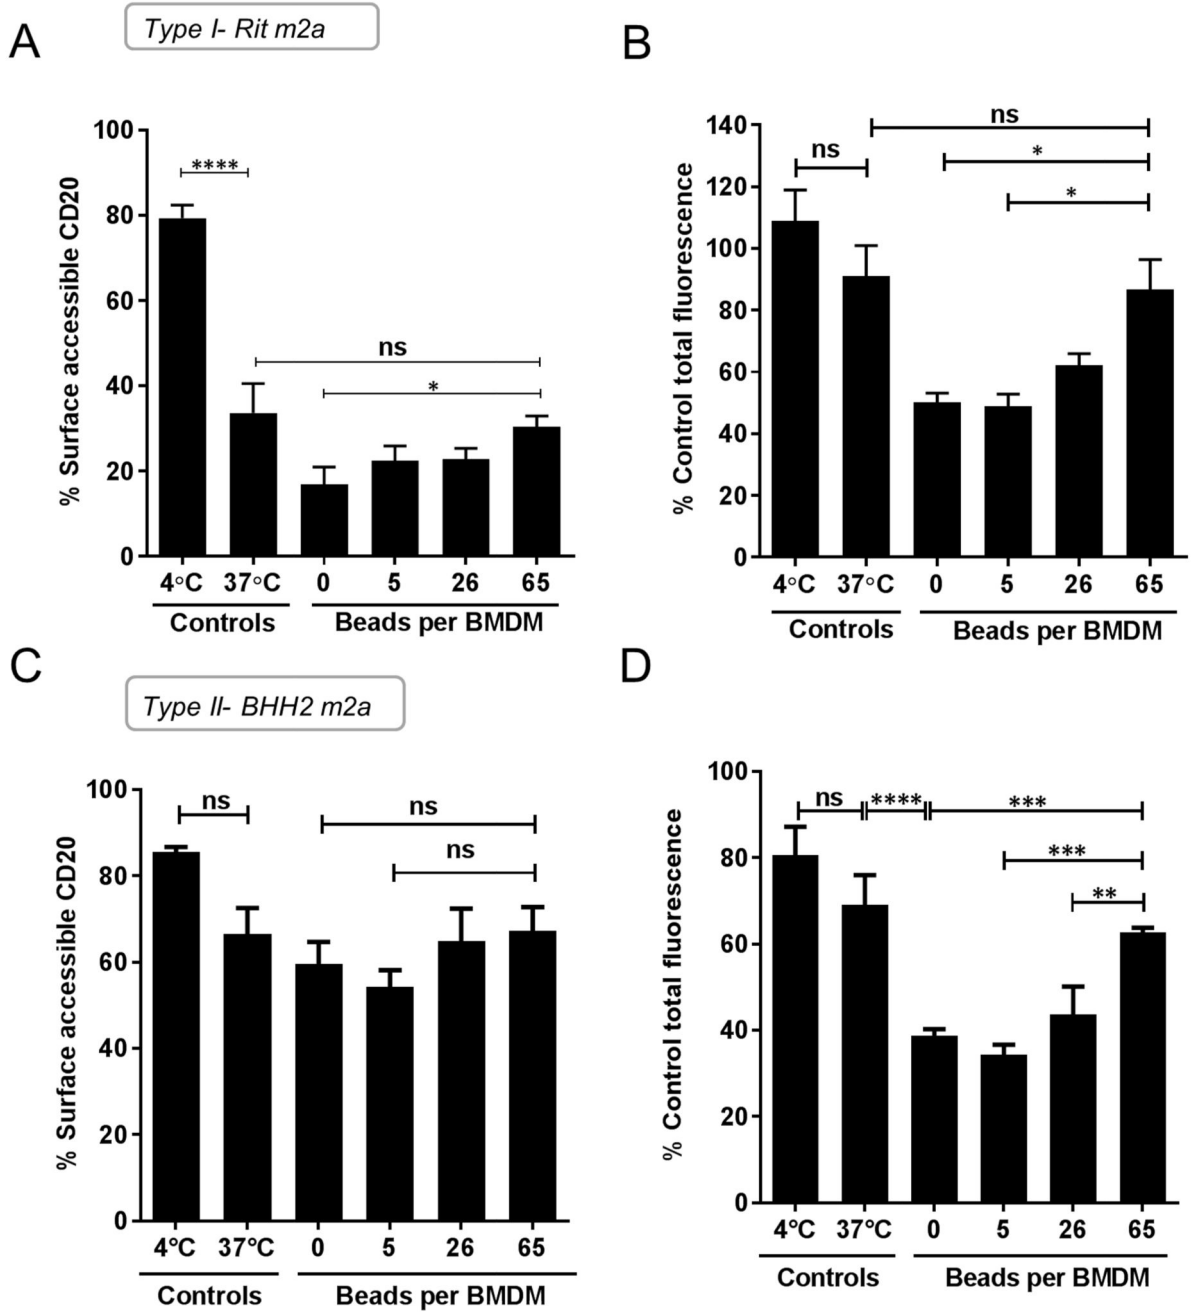 A
Type I- Rit m2a
% Surface accessible CD20
100
80
60
40
20
0
****
ns
*
4°C 37°C 0 5 26 65
Controls Beads per BMDM
B
% Control total fluorescence
140
120
100
80
60
40
20
0
ns
ns
*
*
4°C 37°C 0 5 26 65
Controls Beads per BMDM
C
Type II- BHH2 m2a
% Surface accessible CD20
100
80
60
40
20
0
ns
ns
ns
4°C 37°C 0 5 26 65
Controls Beads per BMDM
D
% Control total fluorescence
100
80
60
40
20
0
ns **** ***
***
**
4°C 37°C 0 5 26 65
Controls Beads per BMDM